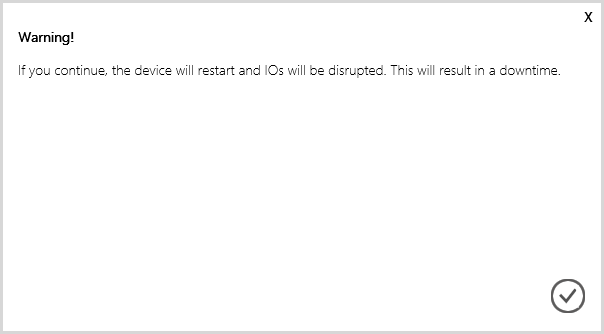 X
Warning!
If you continue, the device will restart and IOs will be disrupted. This will result in a downtime.